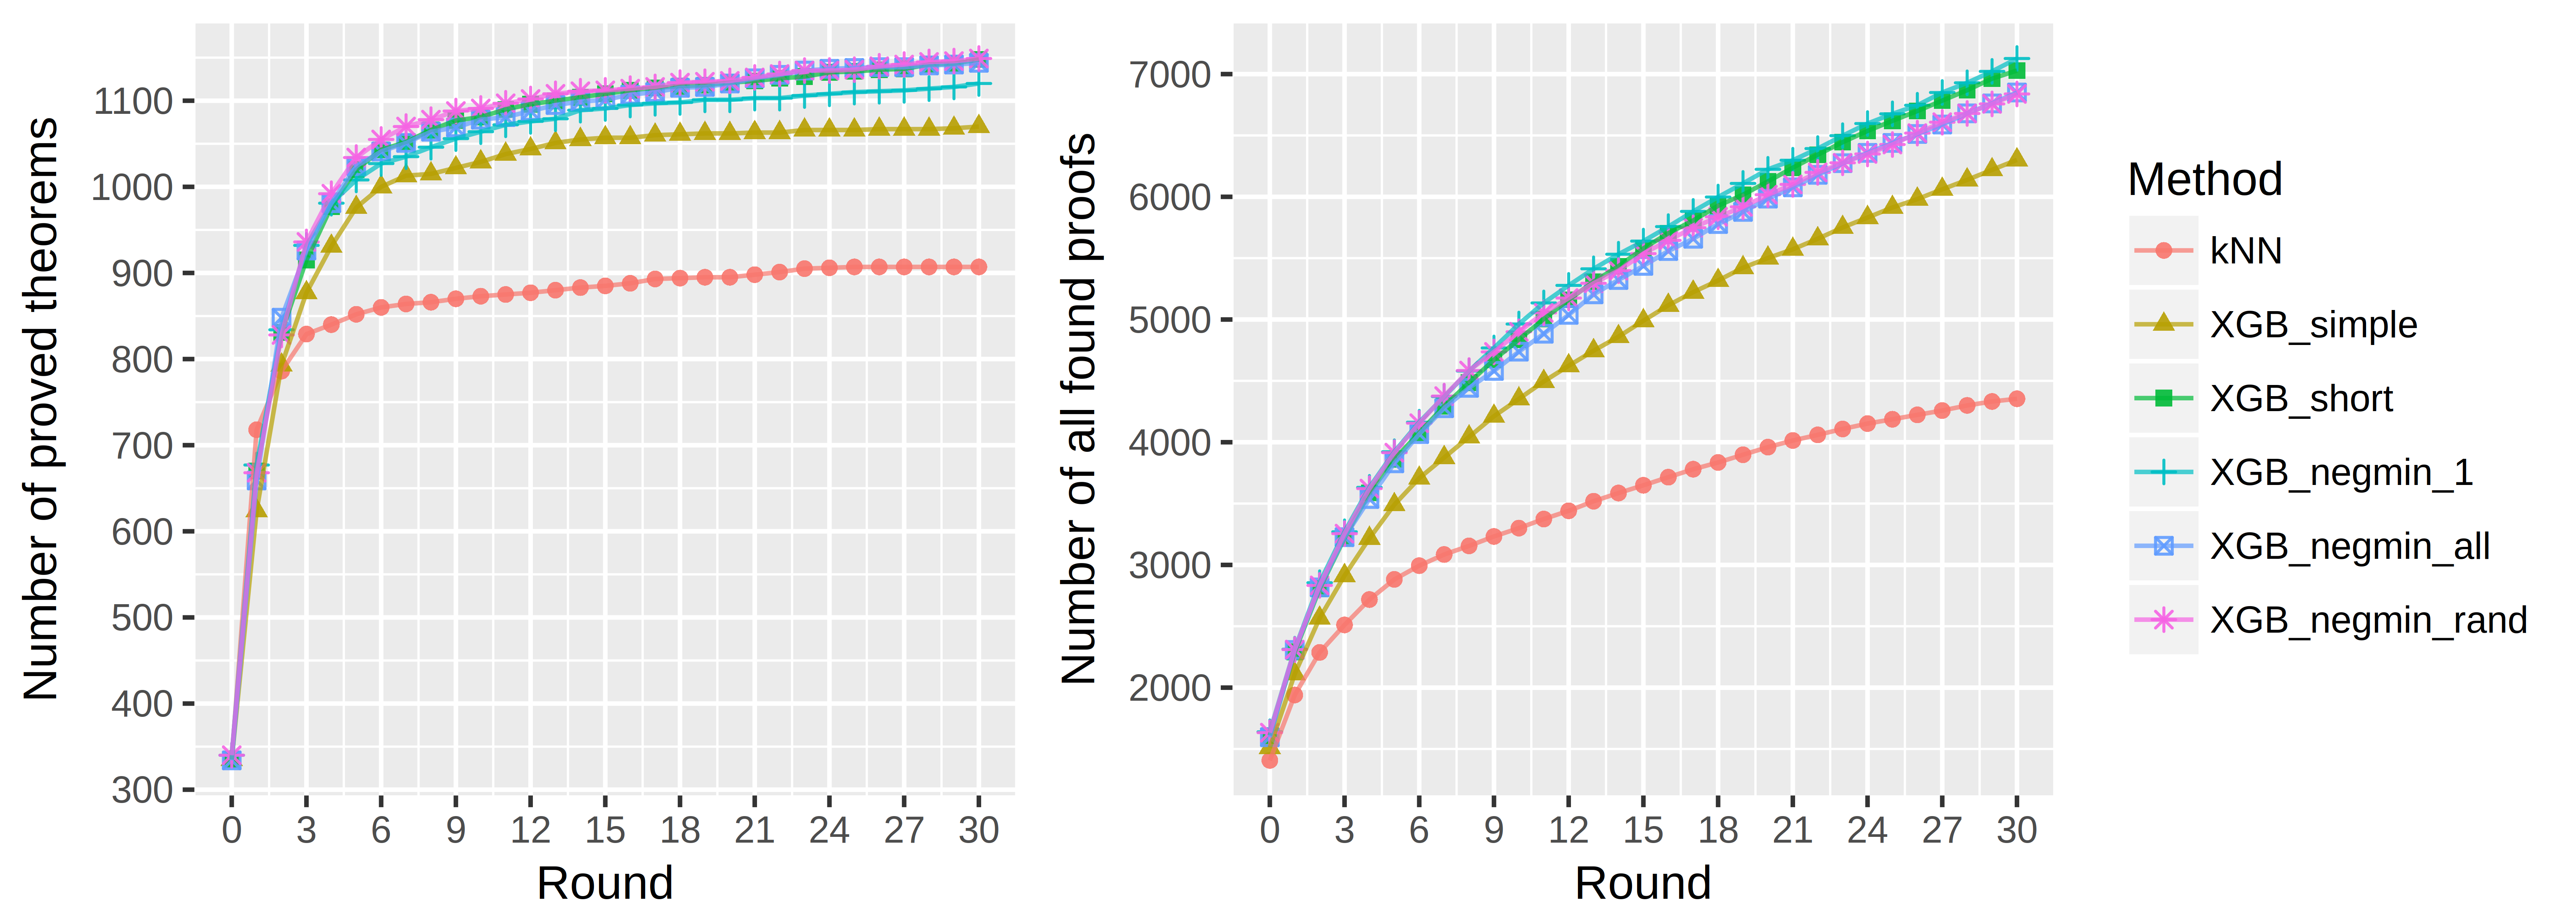 Number of proved theorems
1100
1000
900
800
700
600
500
400
300
0 3 6 9 12 15 18 21 24 27 30
Round
Number of all found proofs
7000
6000
5000
4000
3000
2000
0 3 6 9 12 15 18 21 24 27 30
Round
Method
kNN
XGB_simple
XGB_short
XGB_negmin_1
XGB_negmin_all
XGB_negmin_rand